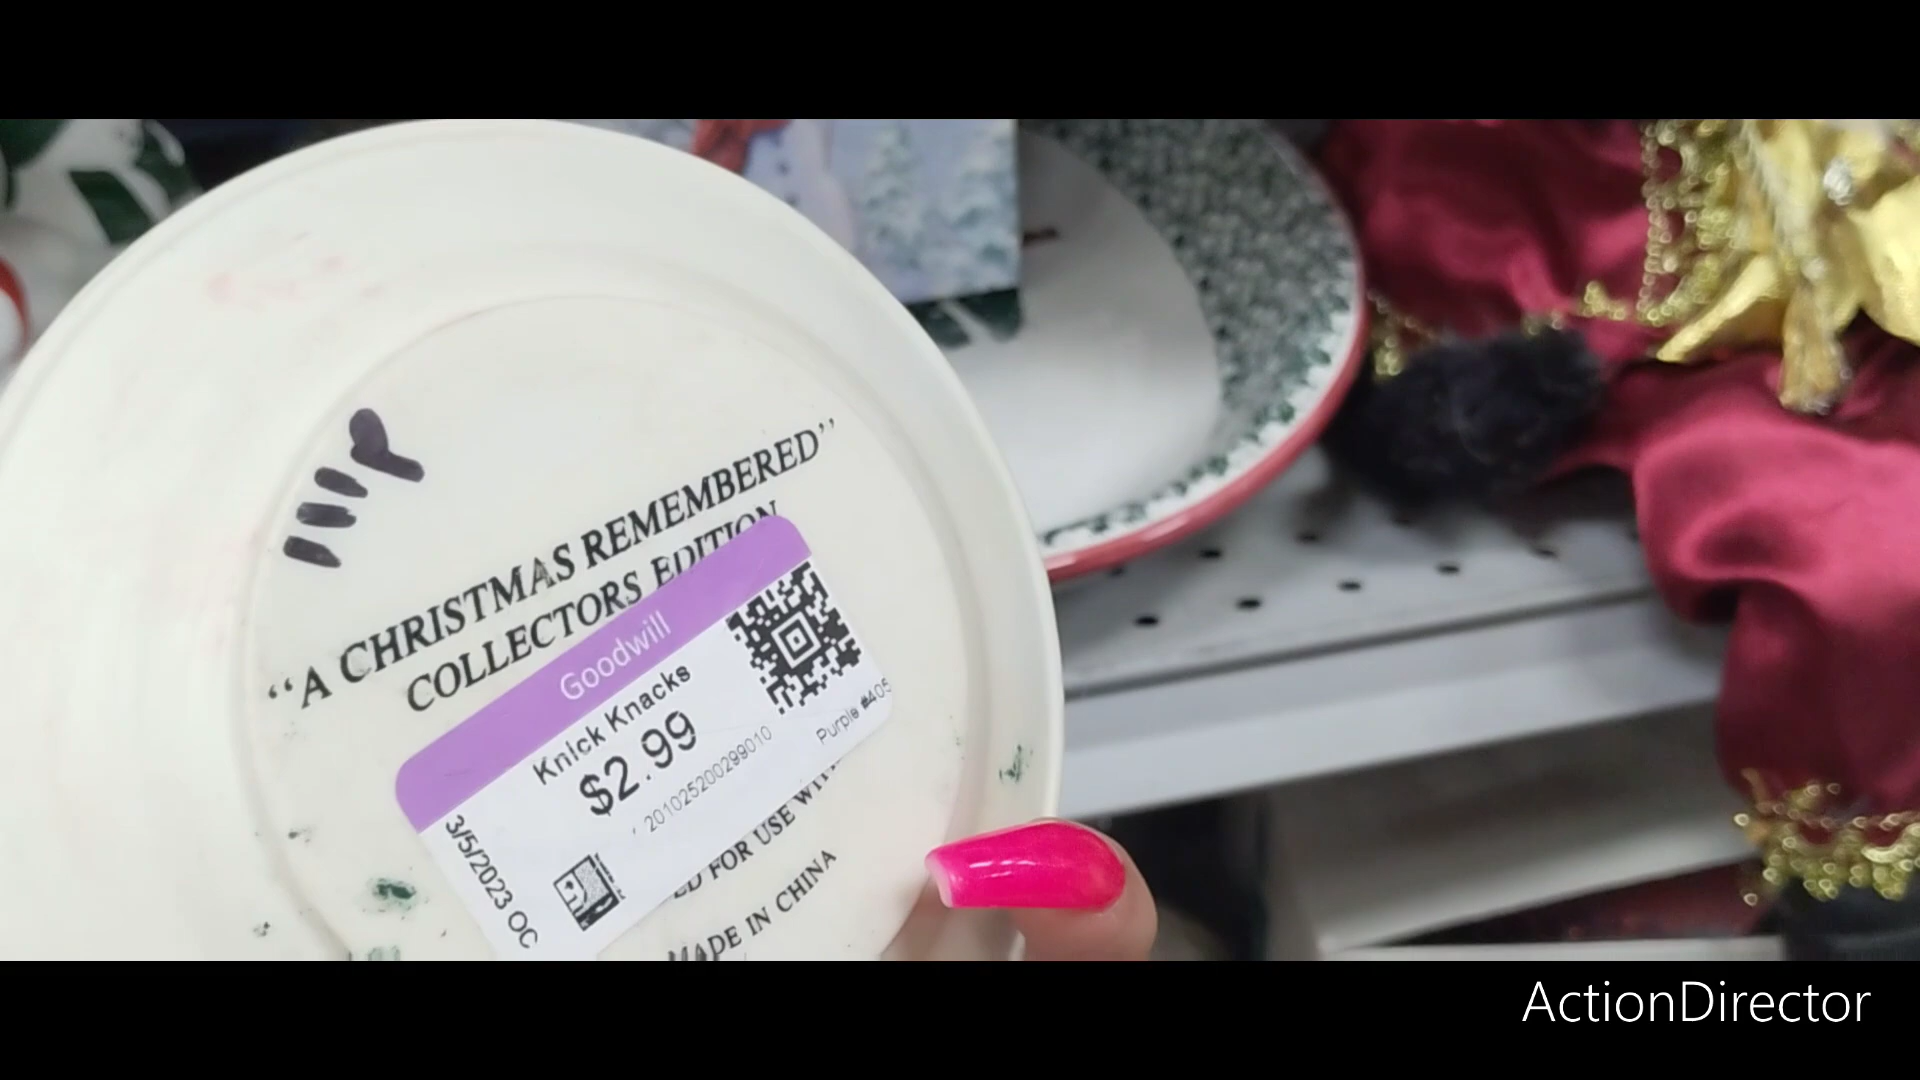 “A CHRISTMAS REMEMBERED”
COLLECTORS EDITION
Goodwill
Knick Knacks
$2.99
201025200299010
Purple #405
3/5/2023 OC
FOR USE
MADE IN CHINA
ActionDirector